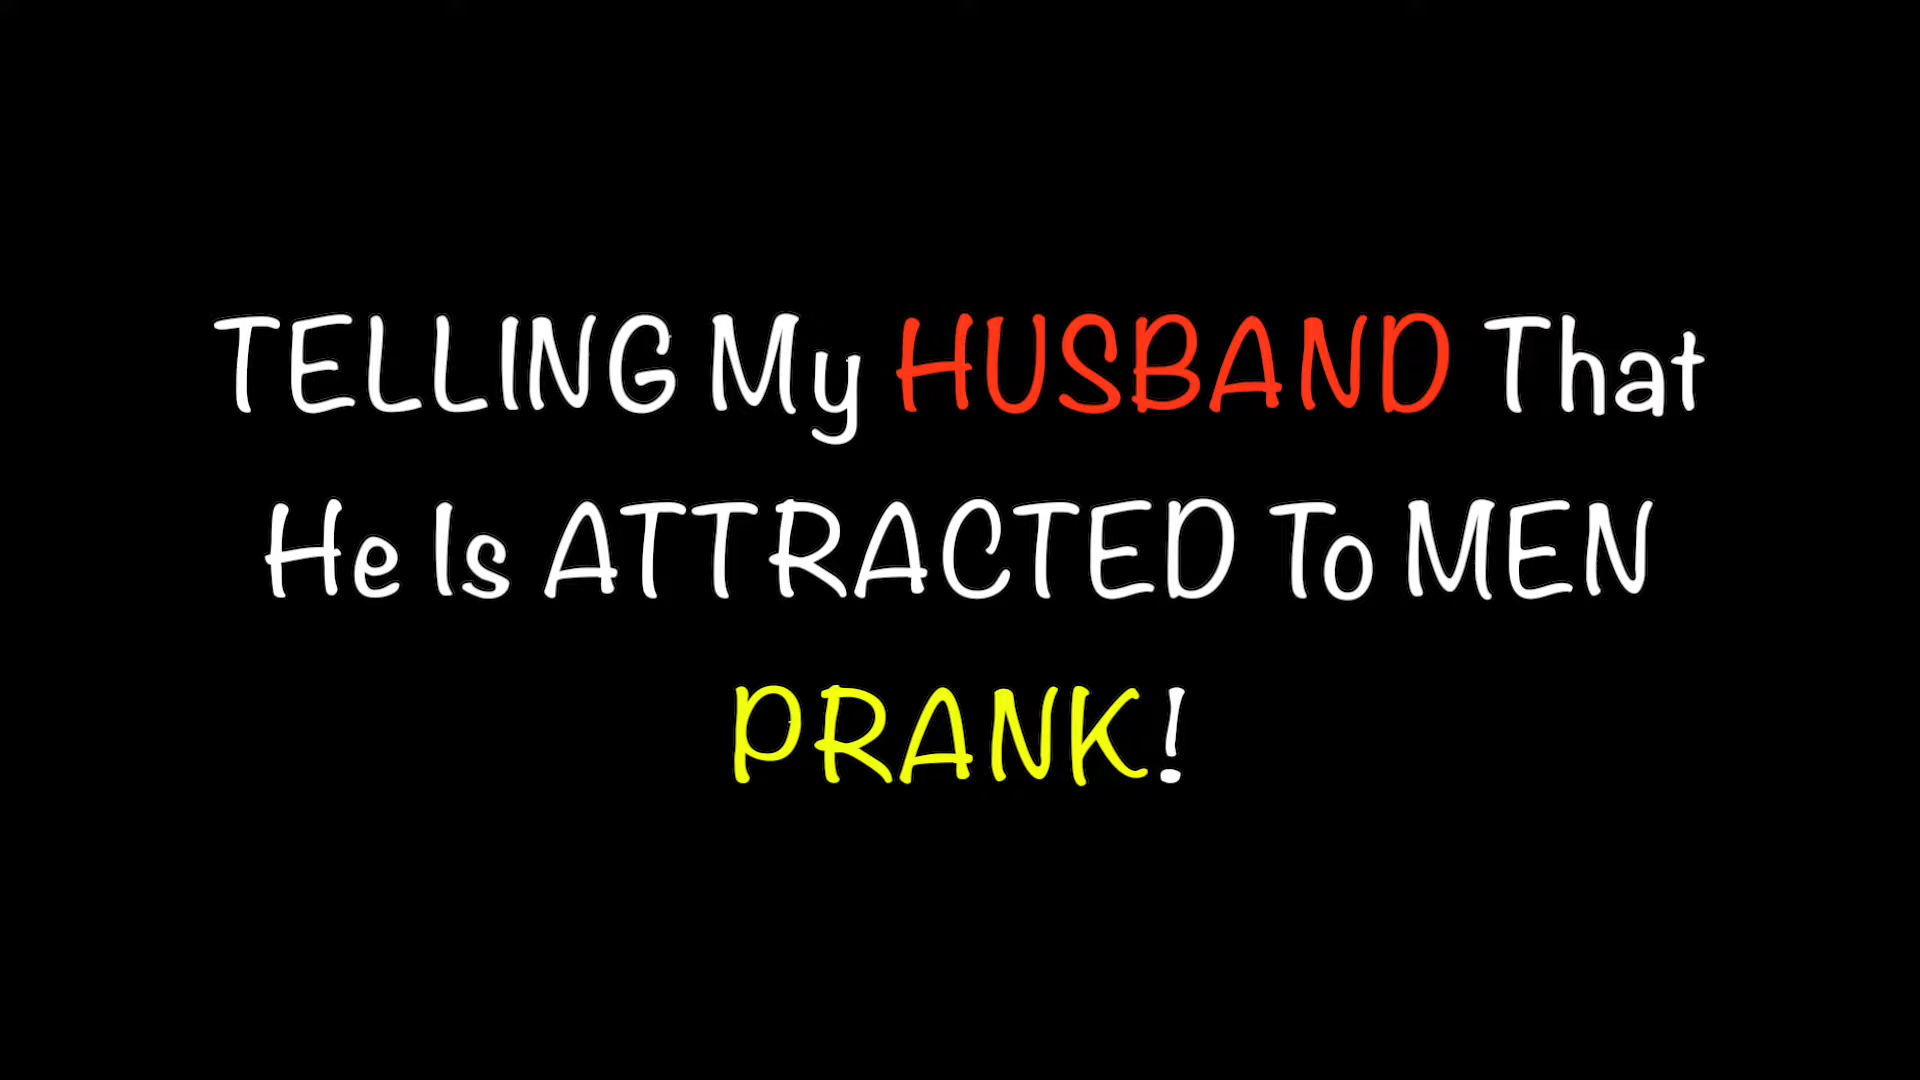 TELLING My HUSBAND That
He Is ATTRACTED To MEN
PRANK!